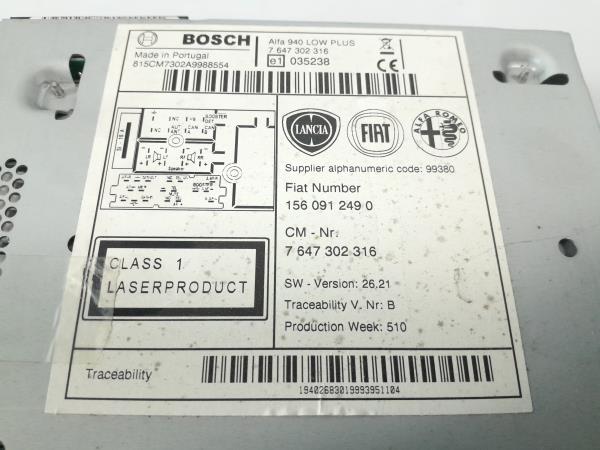 BOSCH
Made in Portugal
815CM7302A9988554
Alfa 940 LOW PLUS
7 647 302 316
e1 035238
CE
LANCIA
FIAT
ALFA ROMEO
Supplier alphanumeric code: 99380
Fiat Number
156 091 249 0
CM - Nr.
7 647 302 316
CLASS 1
LASERPRODUCT
SW - Version: 26,21
Traceability V. Nr: B
Production Week: 510
Traceability
19402683019993951104